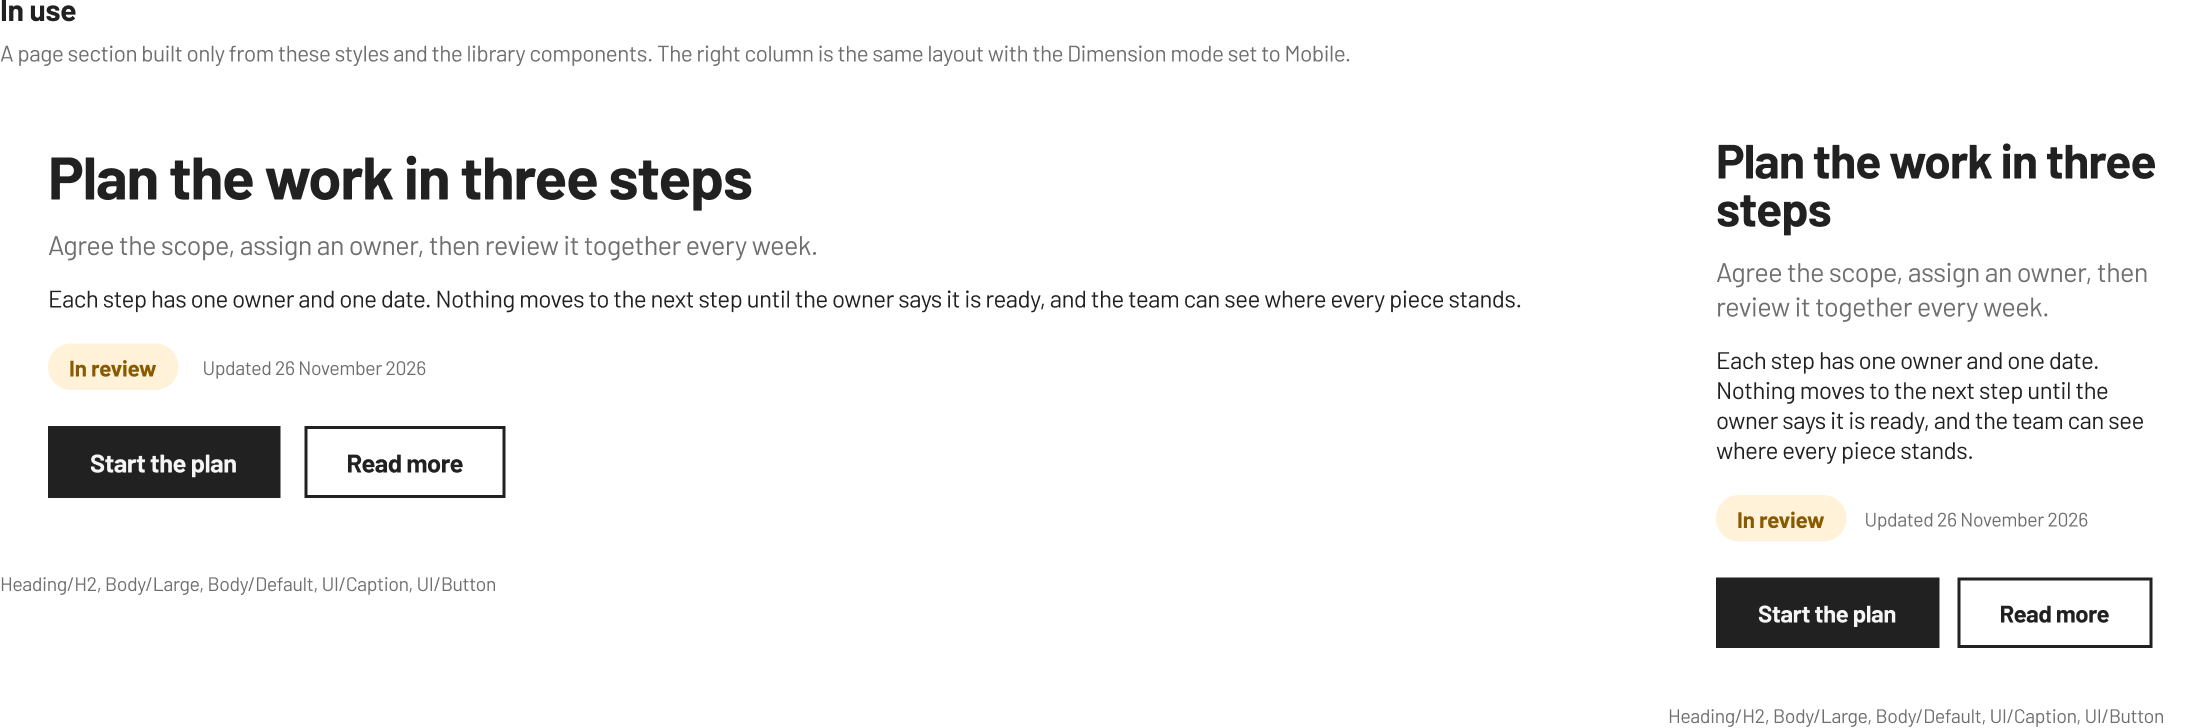 In use
A page section built only from these styles and the library components. The right column is the same layout with the Dimension mode set to Mobile.
Plan the work in three steps
Agree the scope, assign an owner, then review it together every week.
Each step has one owner and one date. Nothing moves to the next step until the owner says it is ready, and the team can see where every piece stands.
In review
Updated 26 November 2026
Start the plan
Read more
Heading/H2, Body/Large, Body/Default, UI/Caption, UI/Button
Plan the work in three
steps
Agree the scope, assign an owner, then
review it together every week.
Each step has one owner and one date.
Nothing moves to the next step until the
owner says it is ready, and the team can see
where every piece stands.
In review
Updated 26 November 2026
Start the plan
Read more
Heading/H2, Body/Large, Body/Default, UI/Caption, UI/Button